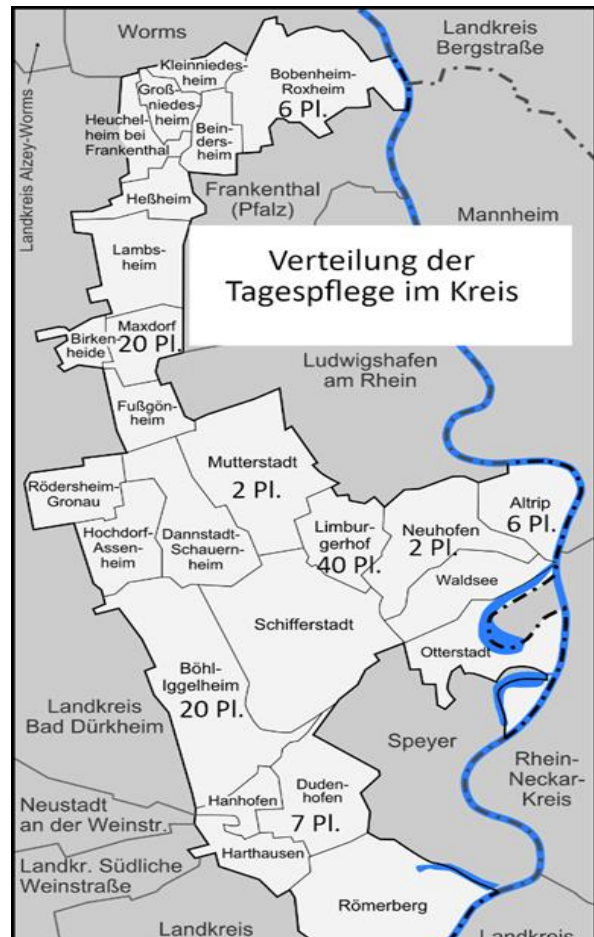 Worms
Landkreis
Bergstraße
Landkreis Alzey-Worms
Kleinniedes-
heim
Groß-
niedes-
heim
Bobenheim-
Roxheim
6 Pl.
Heuchel-
heim bei
Frankenthal
Beinders-
heim
Heßheim
Frankenthal
(Pfalz)
Mannheim
Lambs-
heim
Verteilung der
Tagespflege im Kreis
Birken-
heide
Maxdorf
20 Pl.
Ludwigshafen
am Rhein
Fußgön-
heim
Mutterstadt
2 Pl.
Rödersheim-
Gronau
Hochdorf-
Assen-
heim
Dannstadt-
Schauern-
heim
Limbur-
gerhof
40 Pl.
Neuhofen
2 Pl.
Altrip
6 Pl.
Waldsee
Schifferstadt
Otterstadt
Böhl-
Iggelheim
20 Pl.
Landkreis
Bad Dürkheim
Speyer
Rhein-
Neckar-
Kreis
Neustadt
an der Weinstr.
Hanhofen
Duden-
hofen
7 Pl.
Harthausen
Landkr. Südliche
Weinstraße
Römerberg
Landkreis
Landkreis